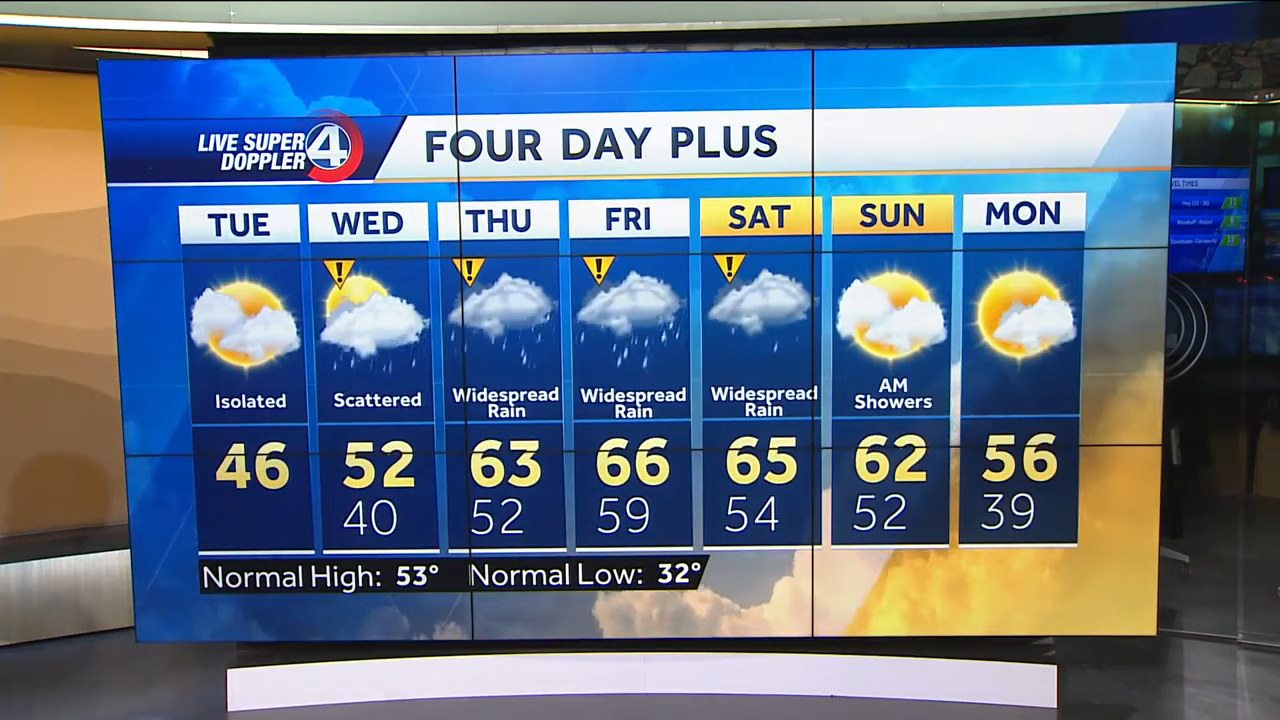 LIVE SUPER
DOPPLER 4
FOUR DAY PLUS
TUE WED THU FRI SAT SUN MON
! ! ! !
Isolated Scattered Widespread Rain Widespread Rain Widespread Rain AM Showers
46 52 63 66 65 62 56
40 52 59 54 52 39
Normal High: 53° Normal Low: 32°